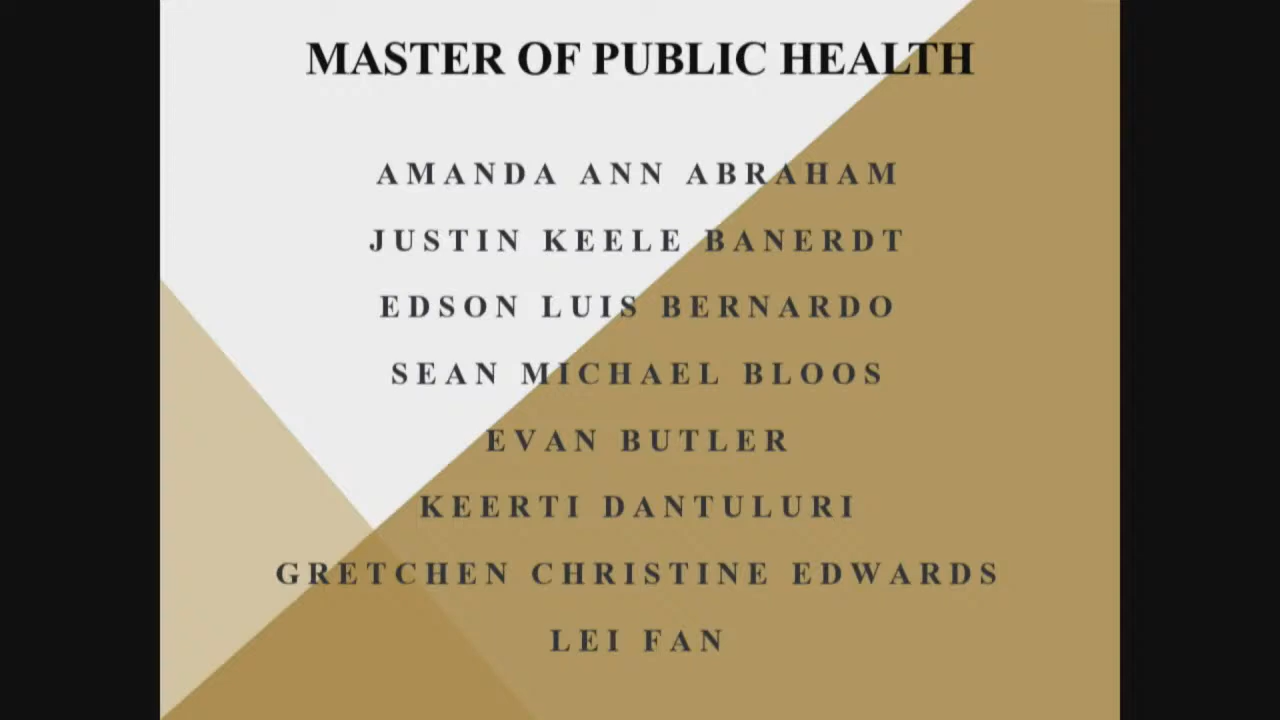 MASTER OF PUBLIC HEALTH
AMANDA ANN ABRAHAM
JUSTIN KEELE BANERDT
EDSON LUIS BERNARDO
SEAN MICHAEL BLOOS
EVAN BUTLER
KEERTI DANTULURI
GRETCHEN CHRISTINE EDWARDS
LEI FAN